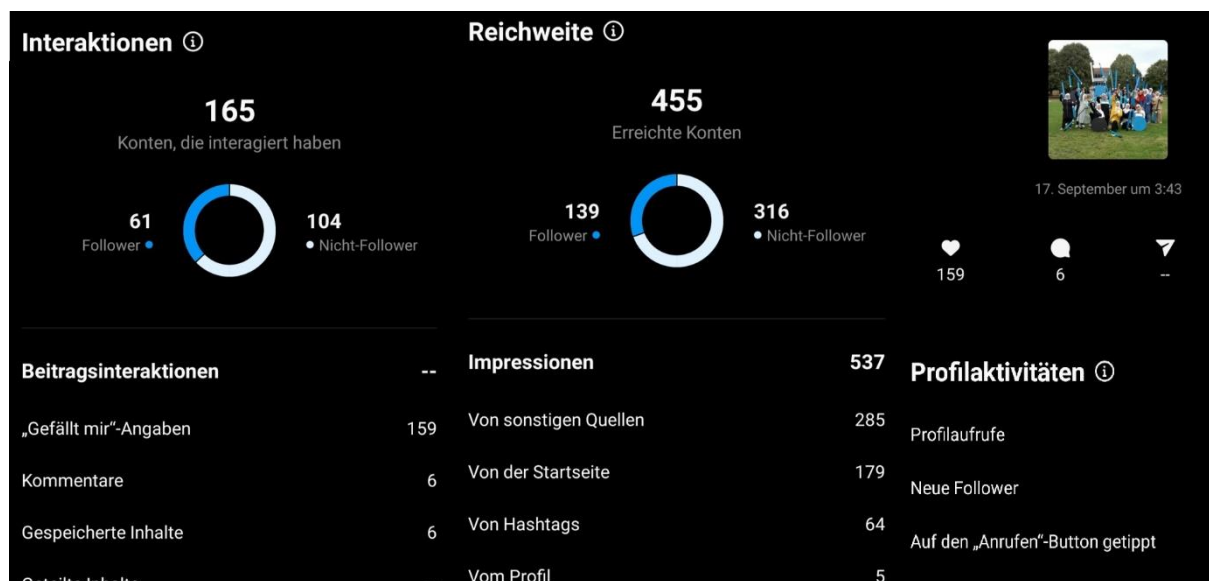 Interaktionen
165
Konten, die interagiert haben
61
Follower
104
Nicht-Follower
Beitragsinteraktionen --
„Gefällt mir“-Angaben 159
Kommentare 6
Gespeicherte Inhalte 6
Geteilte Inhalte
Reichweite
455
Erreichte Konten
139
Follower
316
Nicht-Follower
Impressionen 537
Von sonstigen Quellen 285
Von der Startseite 179
Von Hashtags 64
Vom Profil 5
17. September um 3:43
159 6 --
Profilaktivitäten
Profilaufrufe
Neue Follower
Auf den „Anrufen“-Button getippt